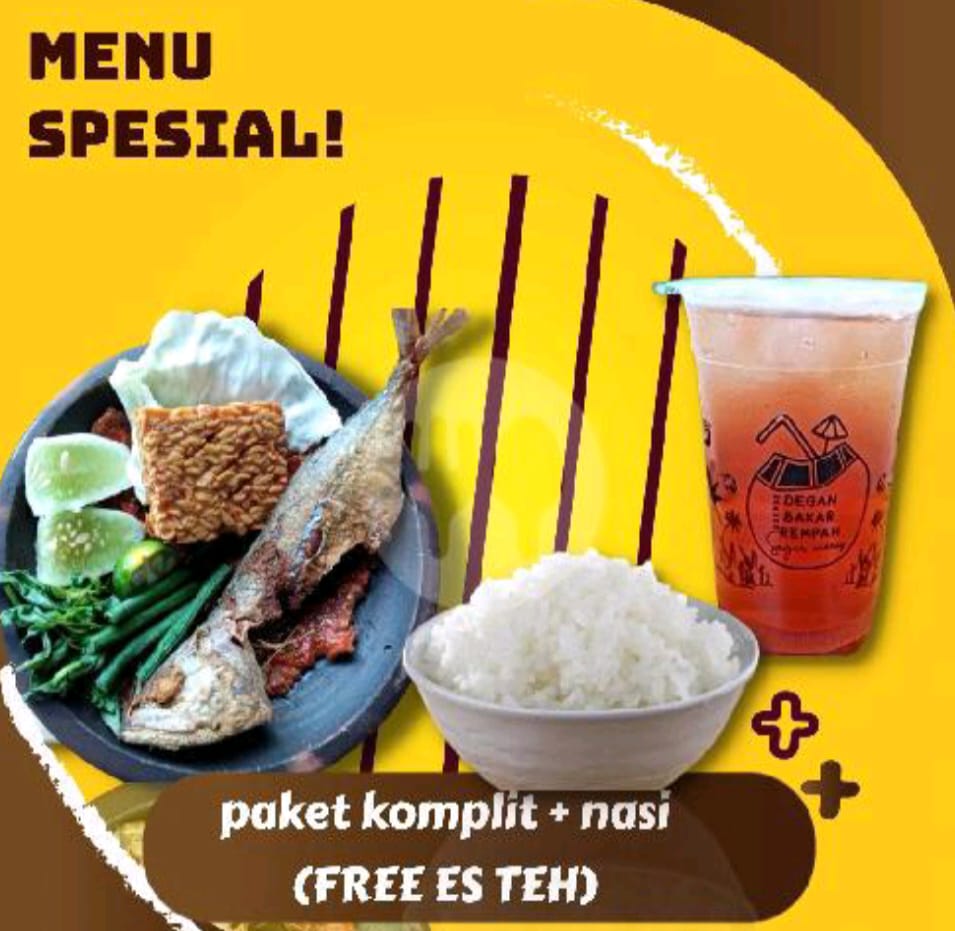 MENU
SPESIAL!
DEGAN
BAKAR
REMPAH
paket komplit + nasi
(FREE ES TEH)